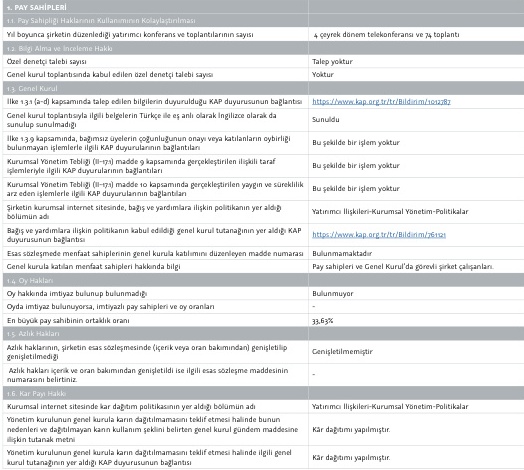 1. PAY SAHİPLERİ
1.1. Pay Sahipliği Haklarının Kullanımının Kolaylaştırılması
Yıl boyunca şirketin düzenlediği yatırımcı konferans ve toplantılarının sayısı 4 çeyrek dönem telekonferansı ve 74 toplantı
1.2. Bilgi Alma ve İnceleme Hakkı
Özel denetçi talebi sayısı Talep yoktur
Genel kurul toplantısında kabul edilen özel denetçi talebi sayısı Yoktur
1.3. Genel Kurul
İlke 1.3.1 (a-d) kapsamında talep edilen bilgilerin duyurulduğu KAP duyurusunun bağlantısı https://www.kap.org.tr/tr/Bildirim/1012787
Genel kurul toplantısıyla ilgili belgelerin Türkçe ile eş anlı olarak İngilizce olarak da
sunulup sunulmadığı Sunuldu
İlke 1.3.9 kapsamında, bağımsız üyelerin çoğunluğunun onayı veya katılanların oybirliği
bulunmayan işlemlerle ilgili KAP duyurularının bağlantıları Bu şekilde bir işlem yoktur
Kurumsal Yönetim Tebliği (II-17.1) madde 9 kapsamında gerçekleştirilen ilişkili taraf
işlemleriyle ilgili KAP duyurularının bağlantıları Bu şekilde bir işlem yoktur
Kurumsal Yönetim Tebliği (II-17.1) madde 10 kapsamında gerçekleştirilen yaygın ve süreklilik
arz eden işlemlerle ilgili KAP duyurularının bağlantıları Bu şekilde bir işlem yoktur
Şirketin kurumsal internet sitesinde, bağış ve yardımlara ilişkin politikanın yer aldığı
bölümün adı Yatırımcı İlişkileri-Kurumsal Yönetim-Politikalar
Bağış ve yardımlara ilişkin politikanın kabul edildiği genel kurul tutanağının yer aldığı KAP
duyurusunun bağlantısı https://www.kap.org.tr/tr/Bildirim/761121
Esas sözleşmede menfaat sahiplerinin genel kurula katılımını düzenleyen madde numarası Bulunmamaktadır
Genel kurula katılan menfaat sahipleri hakkında bilgi Pay sahipleri ve Genel Kurul'da görevli şirket çalışanları.
1.4. Oy Hakları
Oy hakkında imtiyaz bulunup bulunmadığı Bulunmuyor
Oyda imtiyaz bulunuyorsa, imtiyazlı pay sahipleri ve oy oranları -
En büyük pay sahibinin ortaklık oranı 33,63%
1.5. Azlık Hakları
Azlık haklarının, şirketin esas sözleşmesinde (içerik veya oran bakımından) genişletilip
genişletilmediği Genişletilmemiştir
Azlık hakları içerik ve oran bakımından genişletildi ise ilgili esas sözleşme maddesinin
numarasını belirtiniz. -
1.6. Kar Payı Hakkı
Kurumsal internet sitesinde kar dağıtım politikasının yer aldığı bölümün adı Yatırımcı İlişkileri-Kurumsal Yönetim-Politikalar
Yönetim kurulunun genel kurula karın dağıtılmamasını teklif etmesi halinde bunun
nedenleri ve dağıtılmayan karın kullanım şeklini belirten genel kurul gündem maddesine
ilişkin tutanak metni Kâr dağıtımı yapılmıştır.
Yönetim kurulunun genel kurula karın dağıtılmamasını teklif etmesi halinde ilgili genel
kurul tutanağının yer aldığı KAP duyurusunun bağlantısı Kâr dağıtımı yapılmıştır.